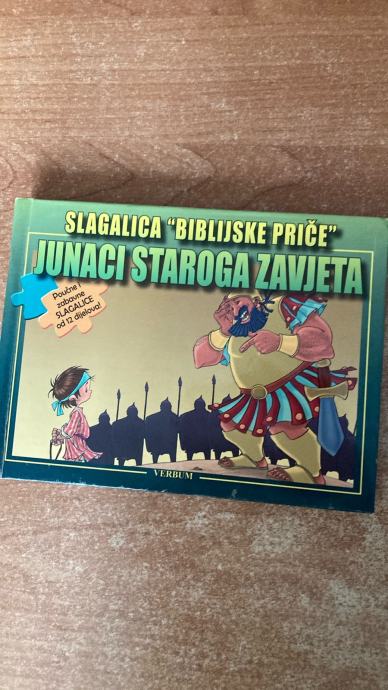 SLAGALICA "BIBLIJSKE PRIČE"
JUNACI STAROGA ZAVJETA
Poučne i
zabavne
SLAGALICE
od 12 dijelova!
VERBUM